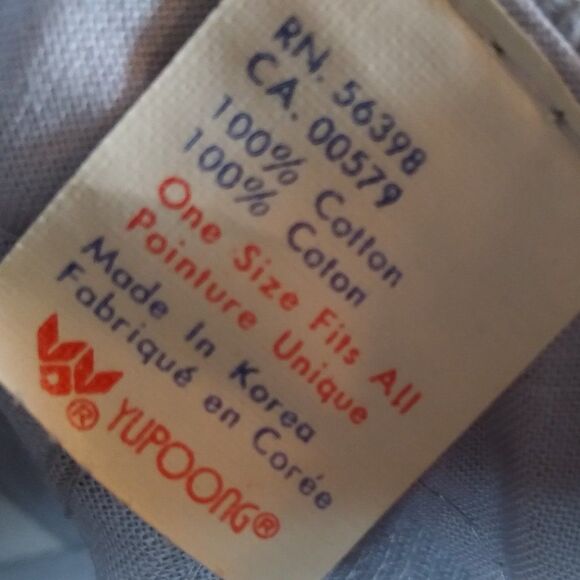 RN. 56398
CA. 00579
100% Cotton
100% Coton
One Size Fits All
Pointure Unique
Made In Korea
Fabriqué en Corée
® YUPOONG®